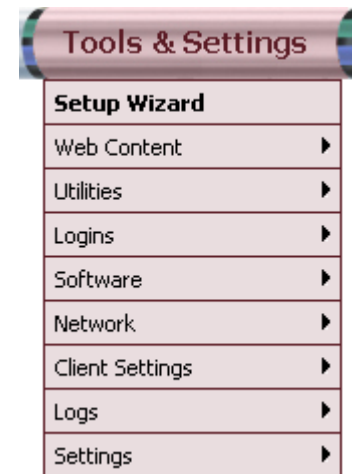 Tools & Settings
Setup Wizard
Web Content
Utilities
Logins
Software
Network
Client Settings
Logs
Settings